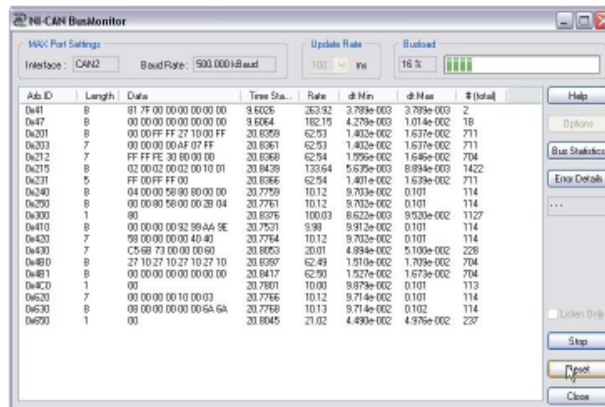 NI-CAN BusMonitor
MAX Port Settings
Update Rate
Busload
Interface : CAN2
Baud Rate : 500.000 kBaud
100 ms
16 %
Arb.ID Length Data Time Sta... Rate dt Min dt Max # (total)
0x41 8 81 7F 00 00 00 00 00 00 9.6026 263.92 3.789e-003 3.789e-003 2
0x47 8 00 00 00 00 00 00 00 00 9.6064 182.15 4.278e-003 1.014e-002 18
0x201 8 00 00 FF FF 27 10 00 FF 20.8359 62.53 1.402e-002 1.637e-002 711
0x203 7 00 00 00 00 AF 07 FF 20.8361 62.53 1.402e-002 1.637e-002 711
0x212 7 FF FF FE 30 80 00 00 20.8368 62.54 1.556e-002 1.646e-002 704
0x215 8 02 00 02 00 02 00 10 01 20.8439 133.64 5.635e-003 8.894e-003 1422
0x231 5 FF 00 FF FF 00 20.8366 62.54 1.401e-002 1.639e-002 711
0x240 8 04 00 00 58 80 80 00 00 20.7759 10.12 9.703e-002 0.101 114
0x250 8 00 00 80 58 00 00 2B 04 20.7761 10.12 9.702e-002 0.101 114
0x300 1 80 20.8376 100.03 8.622e-003 9.520e-002 1127
0x410 8 00 00 00 00 92 99 AA 9E 20.7531 9.98 9.912e-002 0.101 114
0x420 7 58 00 00 00 00 40 40 20.7764 10.12 9.702e-002 0.101 114
0x430 7 C5 6B 73 00 00 00 60 20.8053 20.01 4.894e-002 5.100e-002 228
0x4B0 8 27 10 27 10 27 10 27 10 20.8397 62.49 1.510e-002 1.709e-002 704
0x4B1 8 00 00 00 00 00 00 00 00 20.8417 62.50 1.527e-002 1.673e-002 704
0x4C0 1 00 20.7801 10.00 9.879e-002 0.101 113
0x620 7 00 00 00 00 10 00 03 20.7766 10.12 9.714e-002 0.101 114
0x630 8 08 00 00 00 00 00 6A 6A 20.7768 10.13 9.714e-002 0.102 114
0x650 1 00 20.8045 21.02 4.490e-002 4.976e-002 237
Help
Options
Bus Statistics
Error Details
...
Listen Only
Stop
Reset
Close